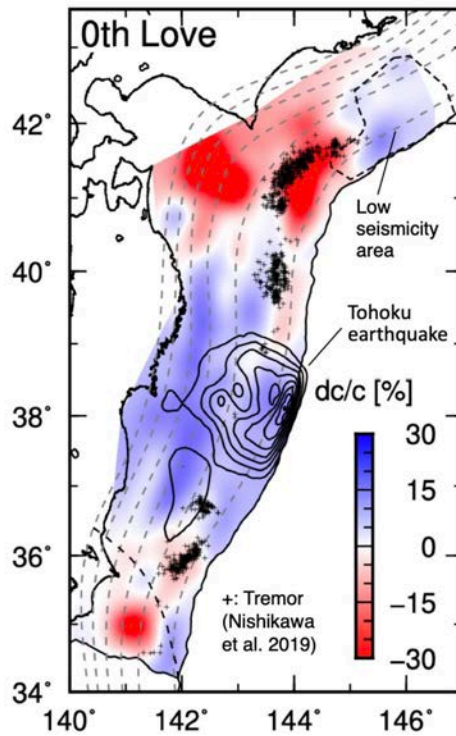 0th Love
42°
40°
38°
36°
34°
140°
142°
144°
146°
Low
seismicity
area
Tohoku
earthquake
dc/c [%]
30
15
0
−15
−30
+: Tremor
(Nishikawa
et al. 2019)